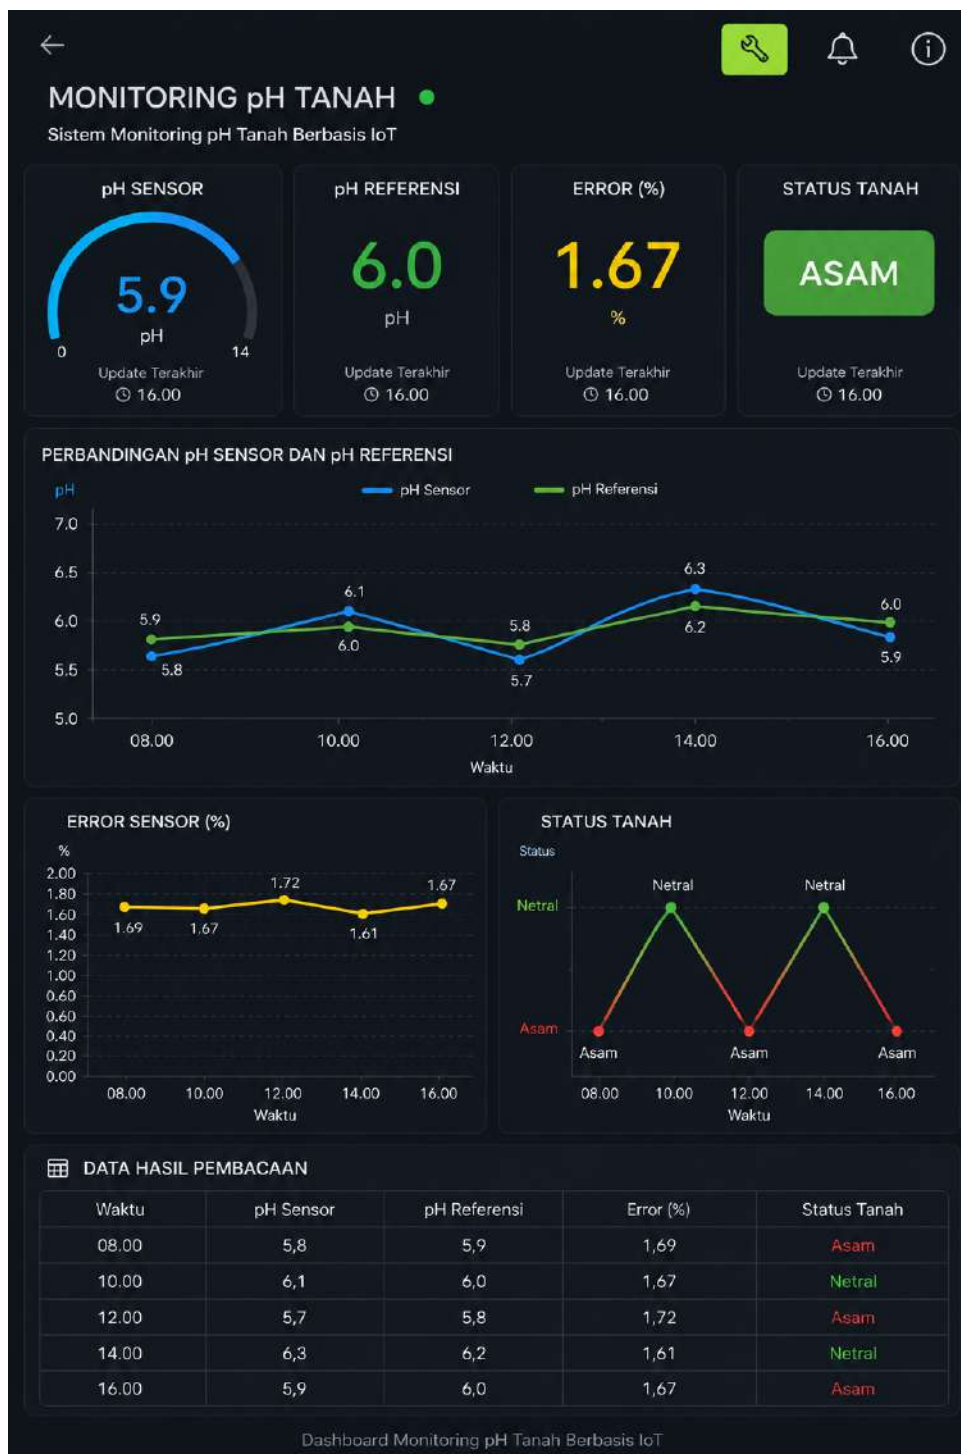 MONITORING pH TANAH
Sistem Monitoring pH Tanah Berbasis IoT
pH SENSOR
5.9
pH
0 14
Update Terakhir
16.00
pH REFERENSI
6.0
pH
Update Terakhir
16.00
ERROR (%)
1.67
%
Update Terakhir
16.00
STATUS TANAH
ASAM
Update Terakhir
16.00
PERBANDINGAN pH SENSOR DAN pH REFERENSI
pH
pH Sensor pH Referensi
7.0
6.5
6.0
5.5
5.0
5.9
5.8
6.1
6.0
5.8
5.7
6.3
6.2
6.0
5.9
08.00 10.00 12.00 14.00 16.00
Waktu
ERROR SENSOR (%)
%
2.00
1.80
1.60
1.40
1.20
1.00
0.60
0.60
0.40
0.20
0.00
1.69 1.67 1.72 1.61 1.67
08.00 10.00 12.00 14.00 16.00
Waktu
STATUS TANAH
Status
Netral
Asam
Netral Netral
Asam Asam Asam
08.00 10.00 12.00 14.00 16.00
Waktu
DATA HASIL PEMBACAAN
Waktu pH Sensor pH Referensi Error (%) Status Tanah
08.00 5,8 5,9 1,69 Asam
10.00 6,1 6,0 1,67 Netral
12.00 5,7 5,8 1,72 Asam
14.00 6,3 6,2 1,61 Netral
16.00 5,9 6,0 1,67 Asam
Dashboard Monitoring pH Tanah Berbasis IoT